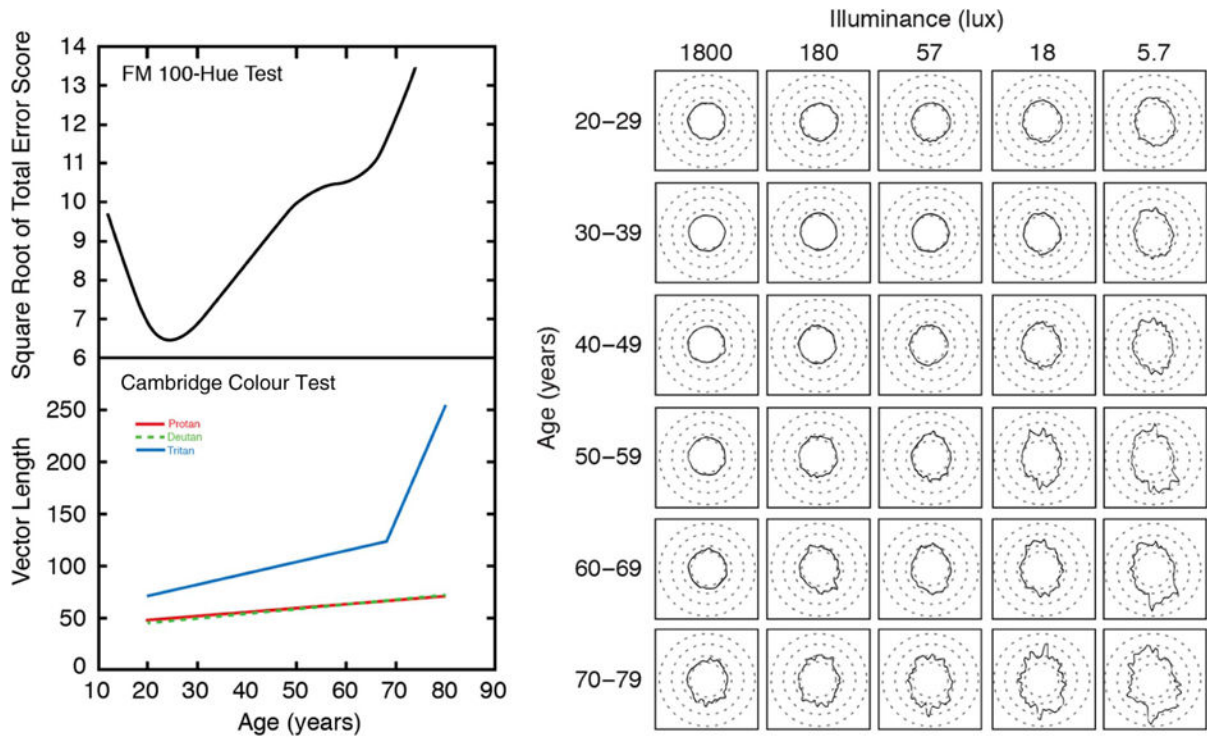 14
13
12
11
10
9
8
7
6
Square Root of Total Error Score
FM 100-Hue Test
250
200
150
100
50
0
Vector Length
Cambridge Colour Test
Protan
Deutan
Tritan
10 20 30 40 50 60 70 80 90
Age (years)
Illuminance (lux)
1800 180 57 18 5.7
Age (years)
20–29
30–39
40–49
50–59
60–69
70–79